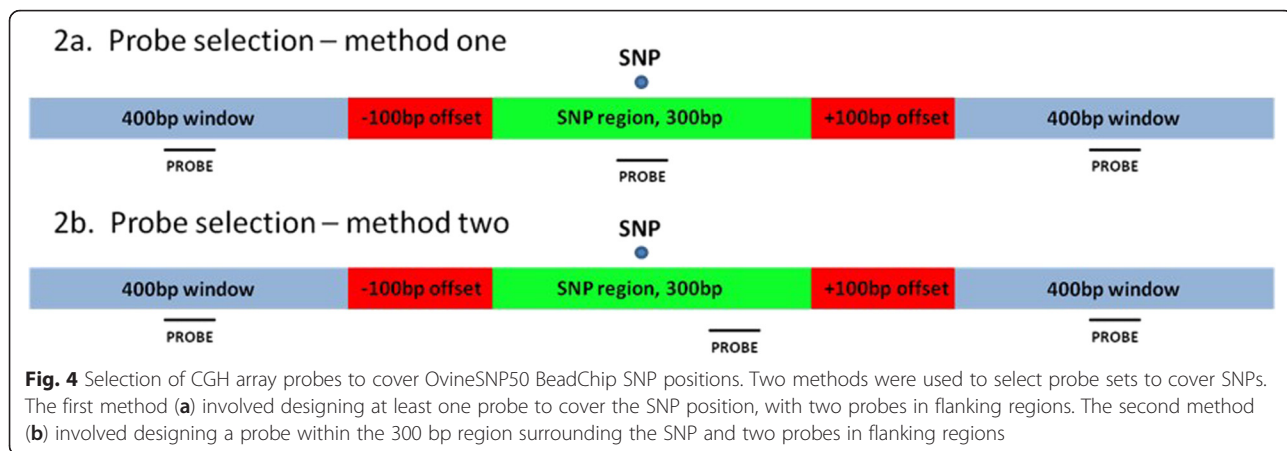 2a. Probe selection – method one
SNP
400bp window -100bp offset SNP region, 300bp +100bp offset 400bp window
PROBE PROBE PROBE
2b. Probe selection – method two
SNP
400bp window -100bp offset SNP region, 300bp +100bp offset 400bp window
PROBE PROBE PROBE
Fig. 4 Selection of CGH array probes to cover OvineSNP50 BeadChip SNP positions. Two methods were used to select probe sets to cover SNPs.
The first method (a) involved designing at least one probe to cover the SNP position, with two probes in flanking regions. The second method
(b) involved designing a probe within the 300 bp region surrounding the SNP and two probes in flanking regions